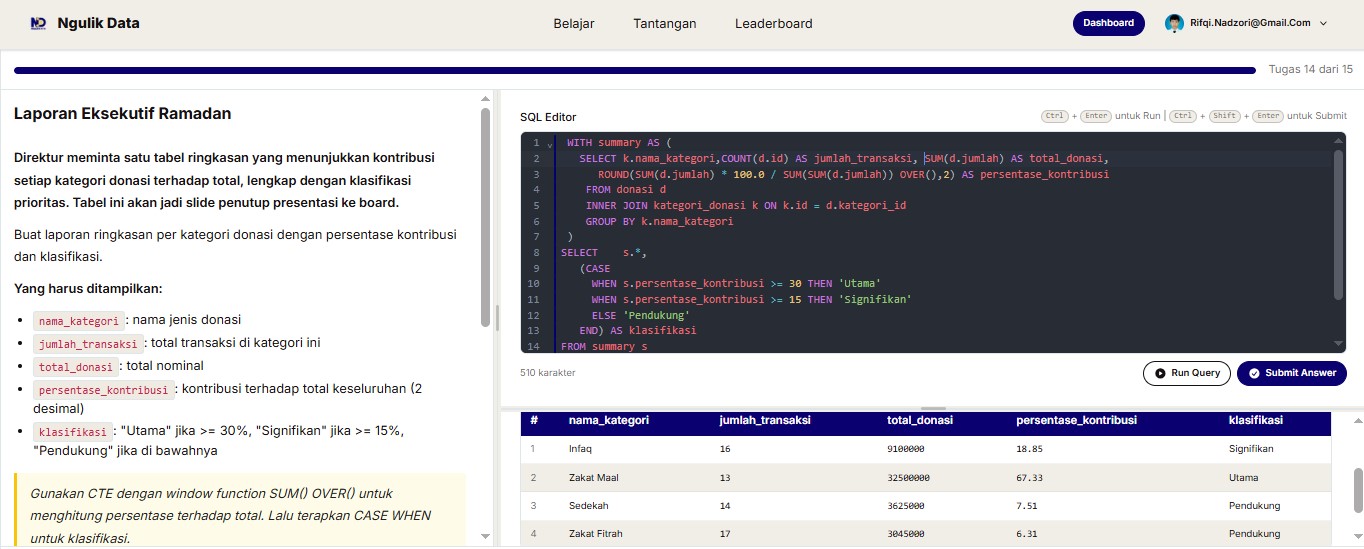 Ngulik Data
Belajar
Tantangan
Leaderboard
Dashboard
Rifqi.Nadzori@Gmail.Com
Tugas 14 dari 15
Laporan Eksekutif Ramadan
Direktur meminta satu tabel ringkasan yang menunjukkan kontribusi
setiap kategori donasi terhadap total, lengkap dengan klasifikasi
prioritas. Tabel ini akan jadi slide penutup presentasi ke board.
Buat laporan ringkasan per kategori donasi dengan persentase kontribusi
dan klasifikasi.
Yang harus ditampilkan:
nama_kategori : nama jenis donasi
jumlah_transaksi : total transaksi di kategori ini
total_donasi : total nominal
persentase_kontribusi : kontribusi terhadap total keseluruhan (2
desimal)
klasifikasi : "Utama" jika >= 30%, "Signifikan" jika >= 15%,
"Pendukung" jika di bawahnya
Gunakan CTE dengan window function SUM() OVER() untuk
menghitung persentase terhadap total. Lalu terapkan CASE WHEN
untuk klasifikasi.
SQL Editor
Ctrl + Enter untuk Run | Ctrl + Shift + Enter untuk Submit
1 WITH summary AS (
2 SELECT k.nama_kategori,COUNT(d.id) AS jumlah_transaksi, SUM(d.jumlah) AS total_donasi,
3 ROUND(SUM(d.jumlah) * 100.0 / SUM(SUM(d.jumlah)) OVER(),2) AS persentase_kontribusi
4 FROM donasi d
5 INNER JOIN kategori_donasi k ON k.id = d.kategori_id
6 GROUP BY k.nama_kategori
7 )
8 SELECT s.*,
9 (CASE
10 WHEN s.persentase_kontribusi >= 30 THEN 'Utama'
11 WHEN s.persentase_kontribusi >= 15 THEN 'Signifikan'
12 ELSE 'Pendukung'
13 END) AS klasifikasi
14 FROM summary s
510 karakter
Run Query
Submit Answer
# nama_kategori jumlah_transaksi total_donasi persentase_kontribusi klasifikasi
1 Infaq 16 9100000 18.85 Signifikan
2 Zakat Maal 13 32500000 67.33 Utama
3 Sedekah 14 3625000 7.51 Pendukung
4 Zakat Fitrah 17 3045000 6.31 Pendukung